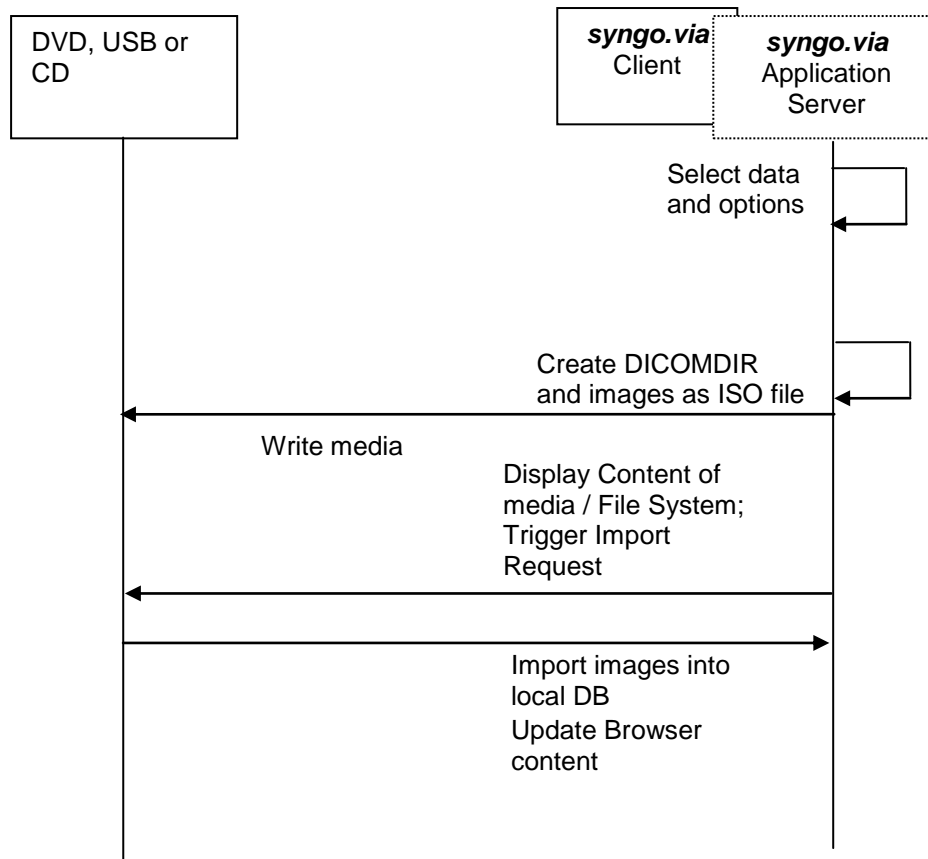 DVD, USB or
CD
syngo.via
Client
syngo.via
Application
Server
Select data
and options
Create DICOMDIR
and images as ISO file
Write media
Display Content of
media / File System;
Trigger Import
Request
Import images into
local DB
Update Browser
content